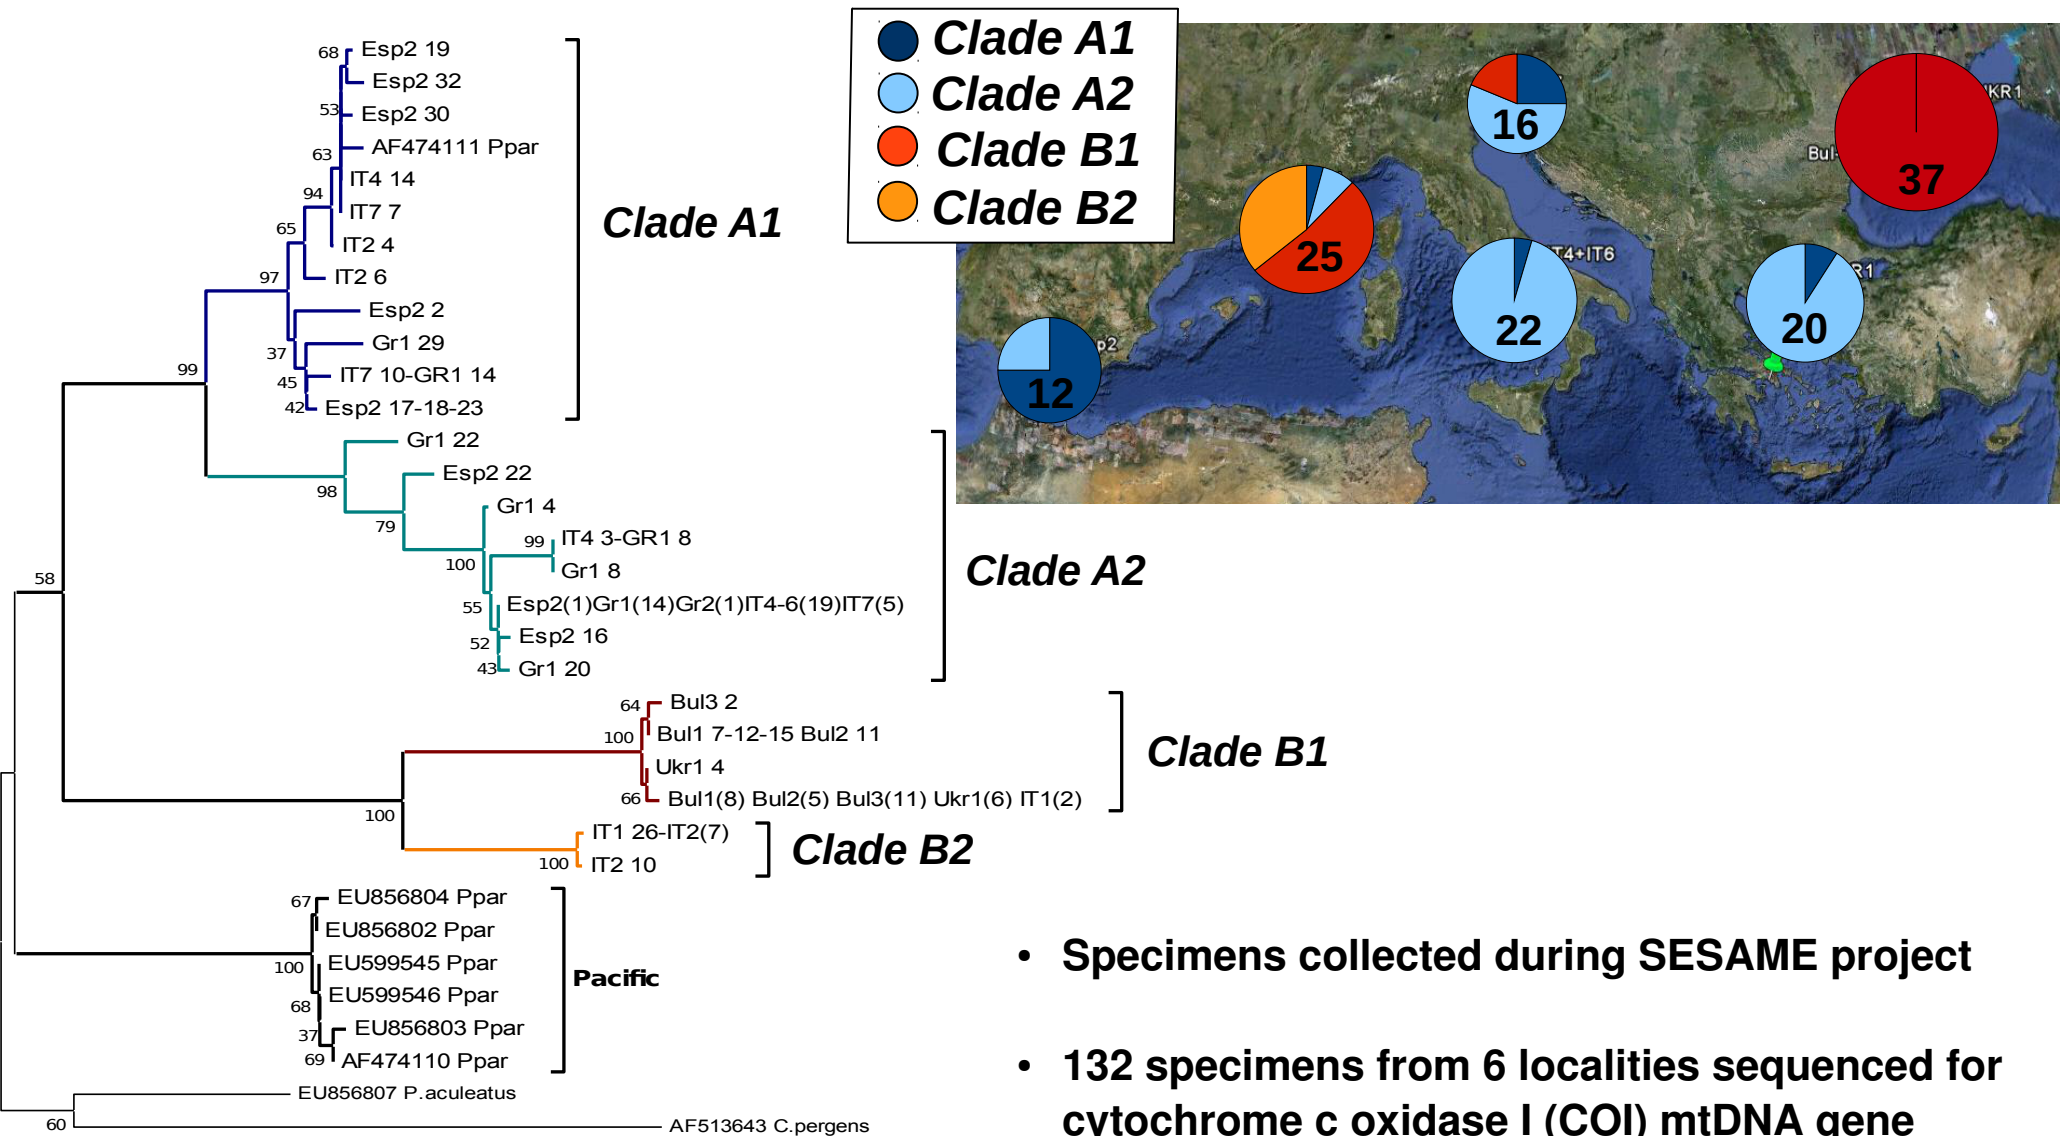 68
Esp2 19
Esp2 32
53
Esp2 30
63
AF474111 Ppar
94
IT4 14
IT7 7
65
IT2 4
97
IT2 6
Esp2 2
37
Gr1 29
99
45
IT7 10-GR1 14
42
Esp2 17-18-23
Clade A1
Gr1 22
98
Esp2 22
79
Gr1 4
99
IT4 3-GR1 8
100
Gr1 8
55
Esp2(1)Gr1(14)Gr2(1)IT4-6(19)IT7(5)
52
Esp2 16
43
Gr1 20
Clade A2
58
64
Bul3 2
100
Bul1 7-12-15 Bul2 11
Ukr1 4
66
Bul1(8) Bul2(5) Bul3(11) Ukr1(6) IT1(2)
Clade B1
100
IT1 26-IT2(7)
100
IT2 10
Clade B2
67
EU856804 Ppar
EU856802 Ppar
100
EU599545 Ppar
68
EU599546 Ppar
37
EU856803 Ppar
69
AF474110 Ppar
Pacific
EU856807 P.aculeatus
60
AF513643 C.pergens
Clade A1
Clade A2
Clade B1
Clade B2
16
KR1
Bul-
37
25
T4+IT6
22
R1
20
p2
12
• Specimens collected during SESAME project
• 132 specimens from 6 localities sequenced for
cytochrome c oxidase I (COI) mtDNA gene